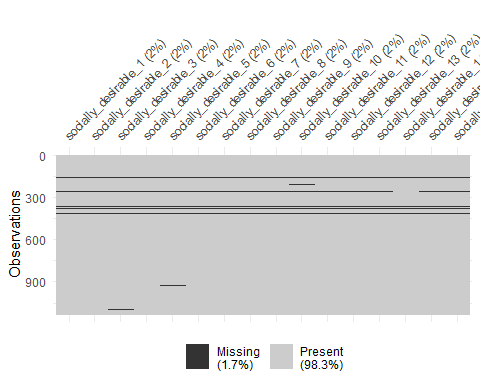 socially_desirable_1 (2%)
socially_desirable_2 (2%)
socially_desirable_3 (2%)
socially_desirable_4 (2%)
socially_desirable_5 (2%)
socially_desirable_6 (2%)
socially_desirable_7 (2%)
socially_desirable_8 (2%)
socially_desirable_9 (2%)
socially_desirable_10 (2%)
socially_desirable_11 (2%)
socially_desirable_12 (2%)
socially_desirable_13 (2%)
socially_desirable_1
0
300
600
900
Observations
Missing
(1.7%)
Present
(98.3%)